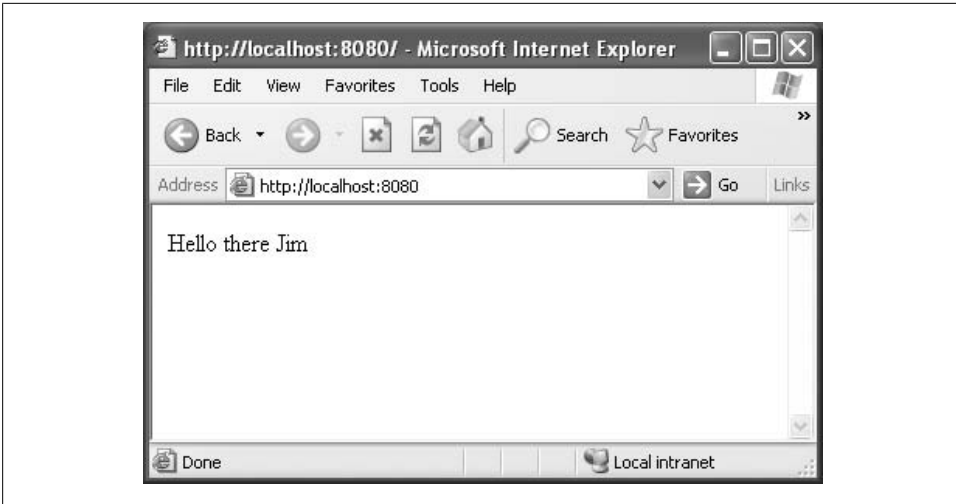 http://localhost:8080/ - Microsoft Internet Explorer
File Edit View Favorites Tools Help
Back Search Favorites »
Address http://localhost:8080 Go Links
Hello there Jim
Done Local intranet